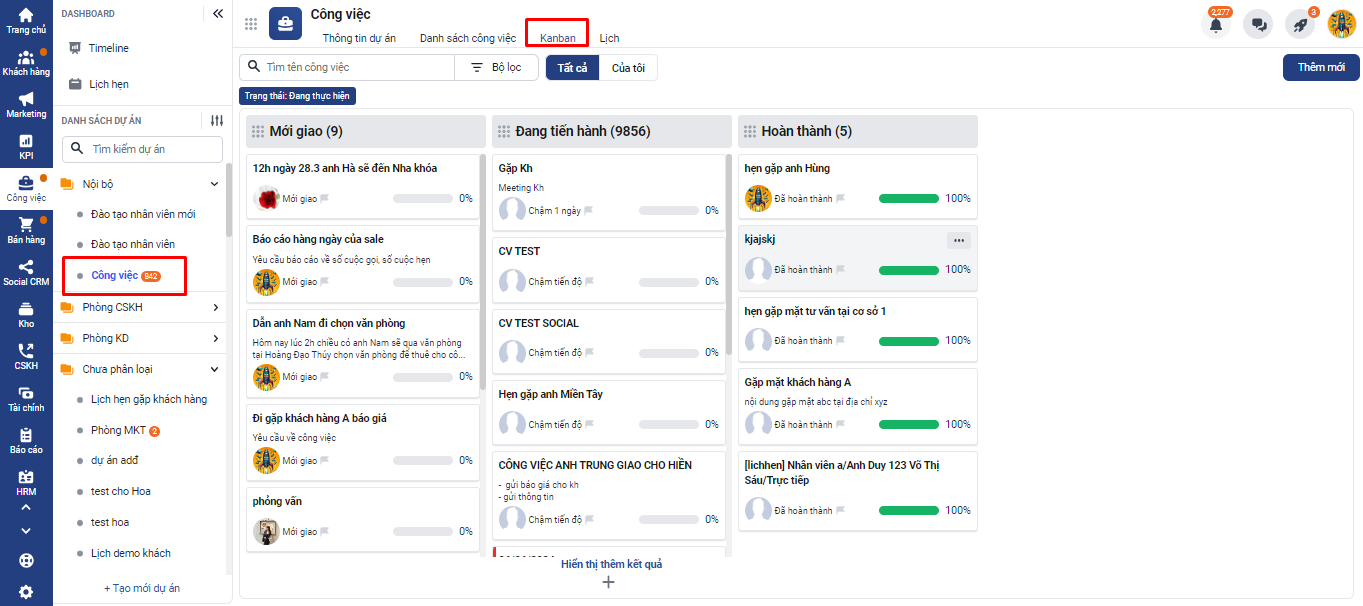 Trang chủ
Khách hàng
Marketing
KPI
Công việc
Bán hàng
Social CRM
Kho
CSKH
Tài chính
Báo cáo
HRM
DASHBOARD
Timeline
Lịch hẹn
DANH SÁCH DỰ ÁN
Tìm kiếm dự án
Nội bộ
Đào tạo nhân viên mới
Đào tạo nhân viên
Công việc 842
Phòng CSKH
Phòng KD
Chưa phân loại
Lịch hẹn gặp khách hàng
Phòng MKT 2
dự án adđ
test cho Hoa
test hoa
Lịch demo khách
+ Tạo mới dự án
Công việc
Thông tin dự án
Danh sách công việc
Kanban
Lịch
2,277
3
Tìm tên công việc
Bộ lọc
Tất cả
Của tôi
Thêm mới
Trạng thái: Đang thực hiện
Mới giao (9)
12h ngày 28.3 anh Hà sẽ đến Nha khóa
Mới giao 0%
Báo cáo hàng ngày của sale
Yêu cầu báo cáo về số cuộc gọi, số cuộc hẹn
Mới giao 0%
Dẫn anh Nam đi chọn văn phòng
Hôm nay lúc 2h chiều có anh Nam sẽ qua văn phòng
tại Hoàng Đạo Thúy chọn văn phòng để thuê cho cô...
Mới giao 0%
Đi gặp khách hàng A báo giá
Yêu cầu về công việc
Mới giao 0%
phỏng vấn
Mới giao 0%
Đang tiến hành (9856)
Gặp Kh
Meeting Kh
Chậm 1 ngày 0%
CV TEST
Chậm tiến độ 0%
CV TEST SOCIAL
Chậm tiến độ 0%
Hẹn gặp anh Miền Tây
Chậm tiến độ 0%
CÔNG VIỆC ANH TRUNG GIAO CHO HIỀN
- gửi báo giá cho kh
- gửi thông tin
Chậm tiến độ 0%
Hiển thị thêm kết quả
Hoàn thành (5)
hẹn gặp anh Hùng
Đã hoàn thành 100%
kjajskj
Đã hoàn thành 100%
hẹn gặp mặt tư vấn tại cơ sở 1
Đã hoàn thành 100%
Gặp mặt khách hàng A
nội dung gặp mặt abc tại địa chỉ xyz
Đã hoàn thành 100%
[lichhen] Nhân viên a/Anh Duy 123 Võ Thị
Sáu/Trực tiếp
Đã hoàn thành 100%